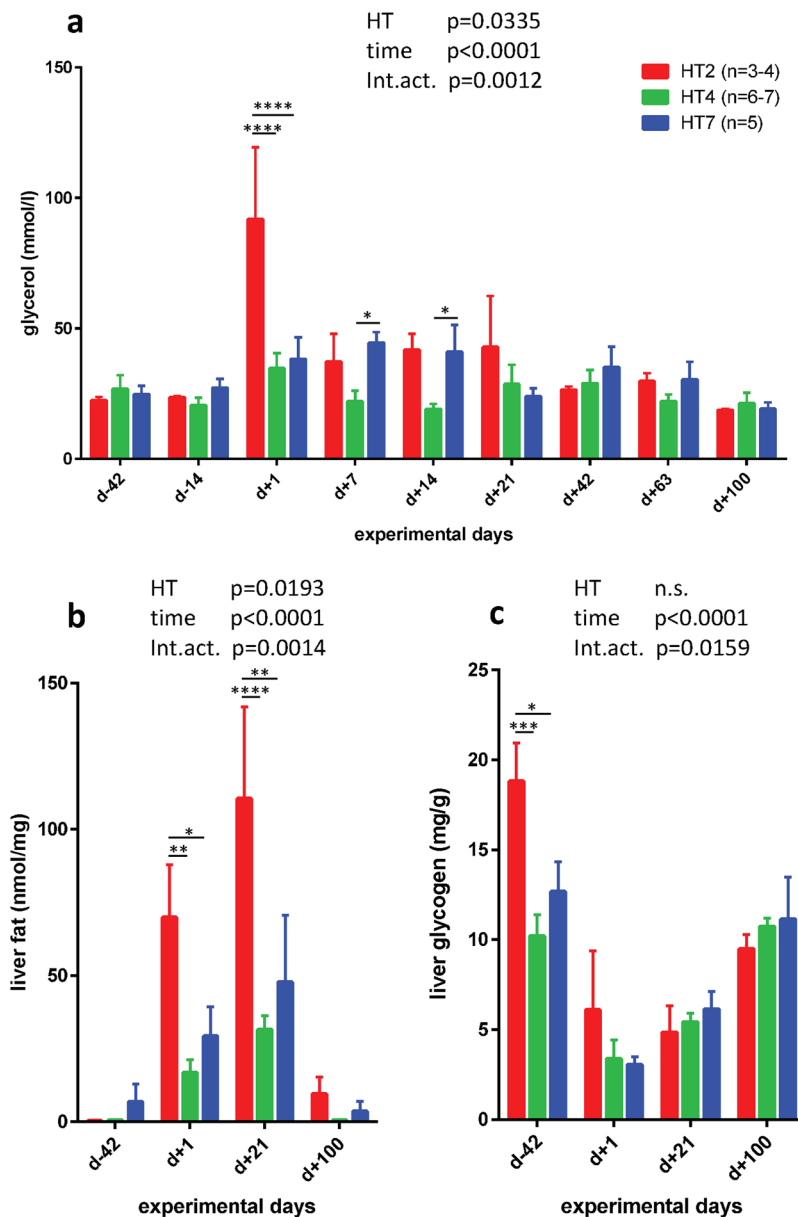 a
HT p=0.0335
time p<0.0001
Int.act. p=0.0012
HT2 (n=3-4)
HT4 (n=6-7)
HT7 (n=5)
glycerol (mmol/l)
150
100
50
0
****
****
*
*
d-42 d-14 d+1 d+7 d+14 d+21 d+42 d+63 d+100
experimental days
b
HT p=0.0193
time p<0.0001
Int.act. p=0.0014
liver fat (nmol/mg)
150
100
50
0
*
**
**
****
d-42 d+1 d+21 d+100
experimental days
c
HT n.s.
time p<0.0001
Int.act. p=0.0159
liver glycogen (mg/g)
25
20
15
10
5
0
*
***
d-42 d+1 d+21 d+100
experimental days